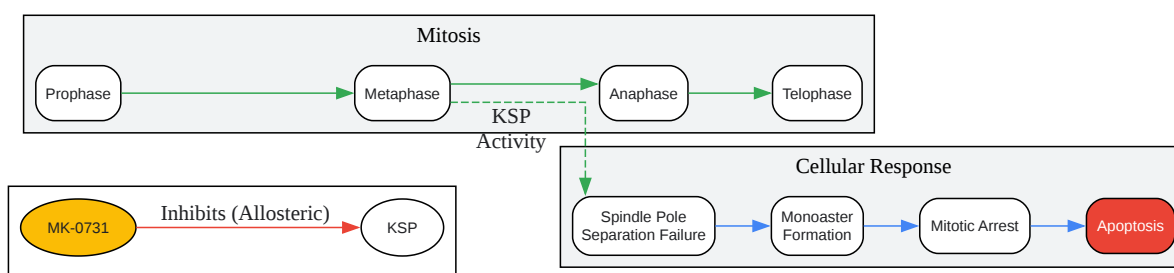 Mitosis
Prophase
Metaphase
Anaphase
Telophase
KSP
Activity
Cellular Response
MK-0731
Inhibits (Allosteric)
KSP
Spindle Pole
Separation Failure
Monoaster
Formation
Mitotic Arrest
Apoptosis